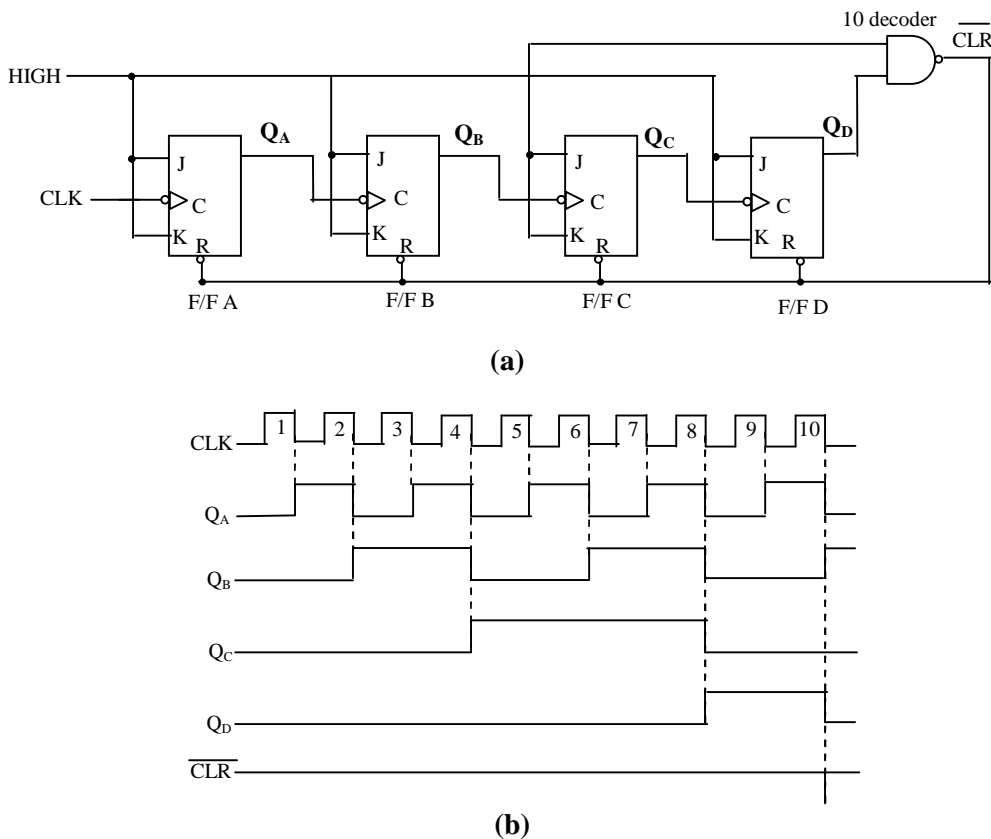 10 decoder
CLR
HIGH
Q_A Q_B Q_C Q_D
J J J J
CLK C C C C
K K K K
R R R R
F/F A F/F B F/F C F/F D
(a)
CLK 1 2 3 4 5 6 7 8 9 10
Q_A
Q_B
Q_C
Q_D
CLR
(b)